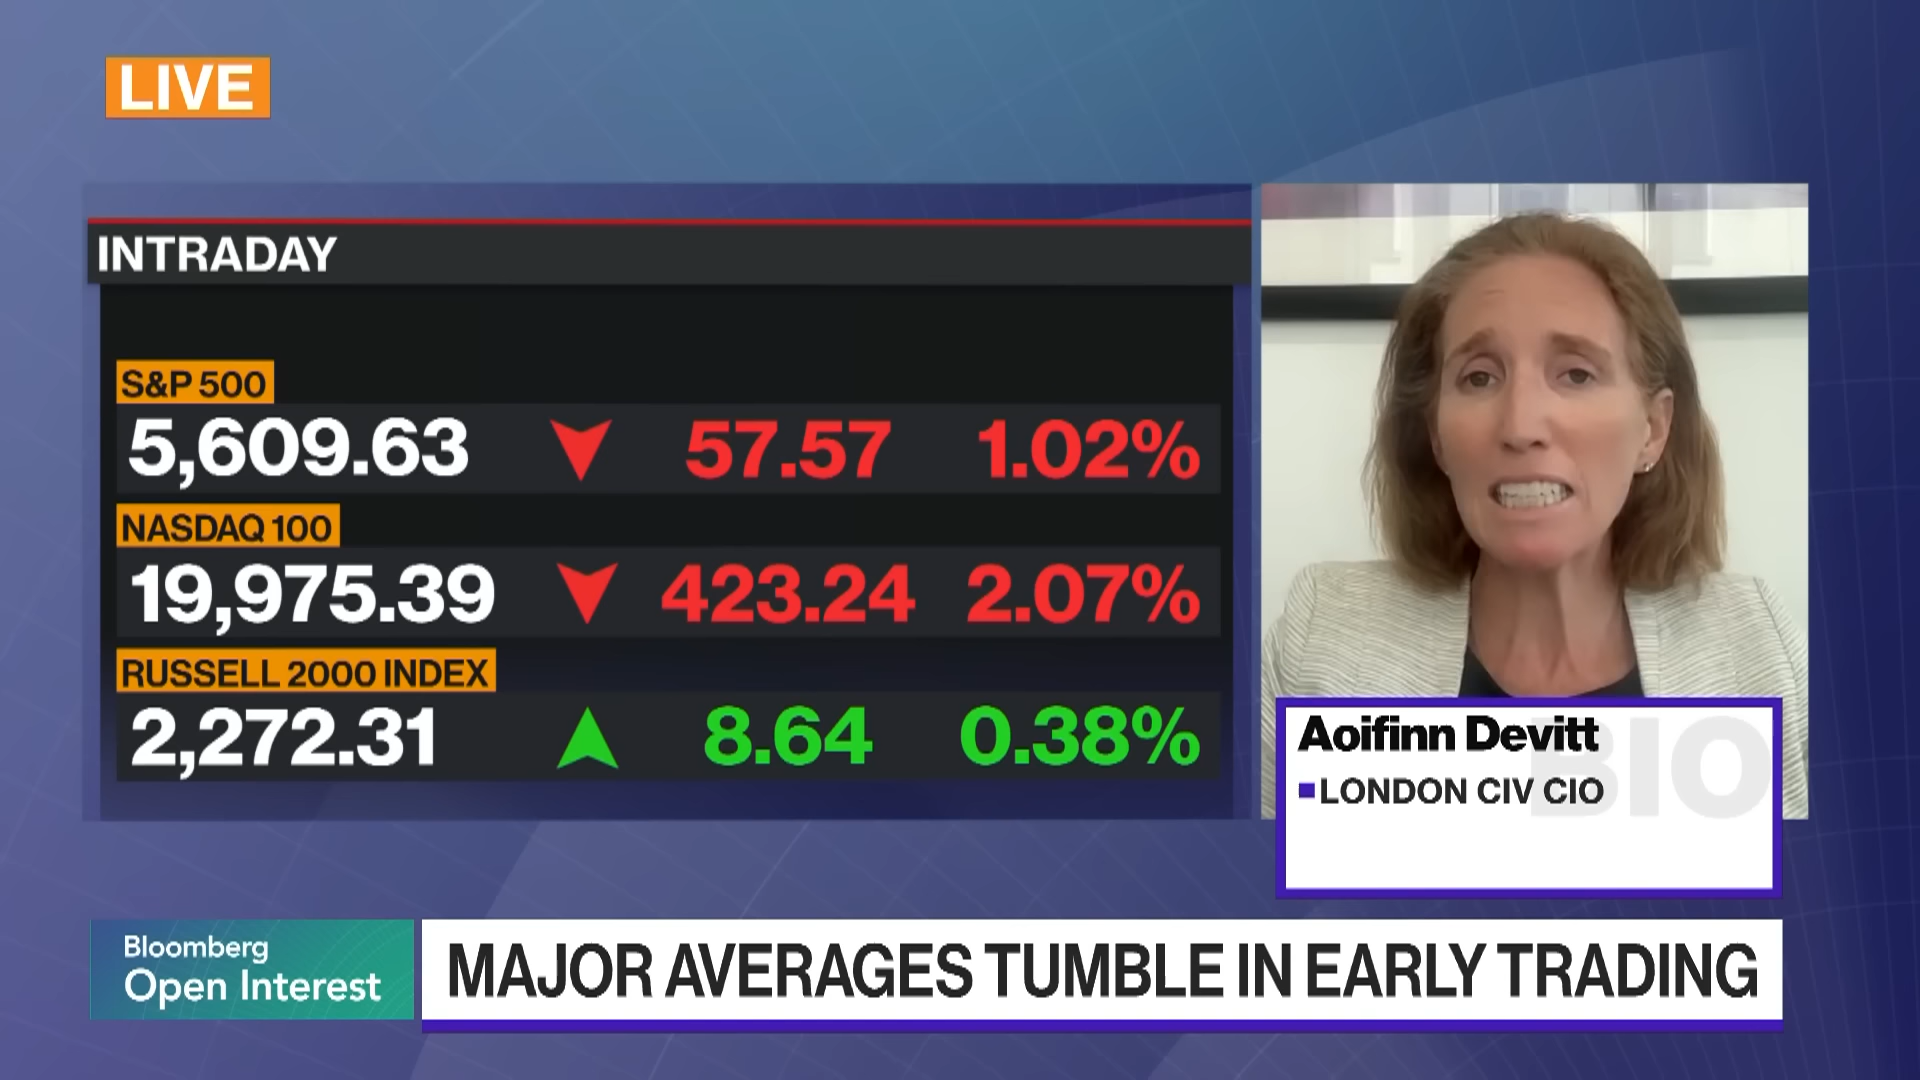 LIVE
INTRADAY
S&P 500
5,609.63 ▼ 57.57 1.02%
NASDAQ 100
19,975.39 ▼ 423.24 2.07%
RUSSELL 2000 INDEX
2,272.31 ▲ 8.64 0.38%
BIO
Aoifinn Devitt
LONDON CIV CIO
Bloomberg
Open Interest
MAJOR AVERAGES TUMBLE IN EARLY TRADING